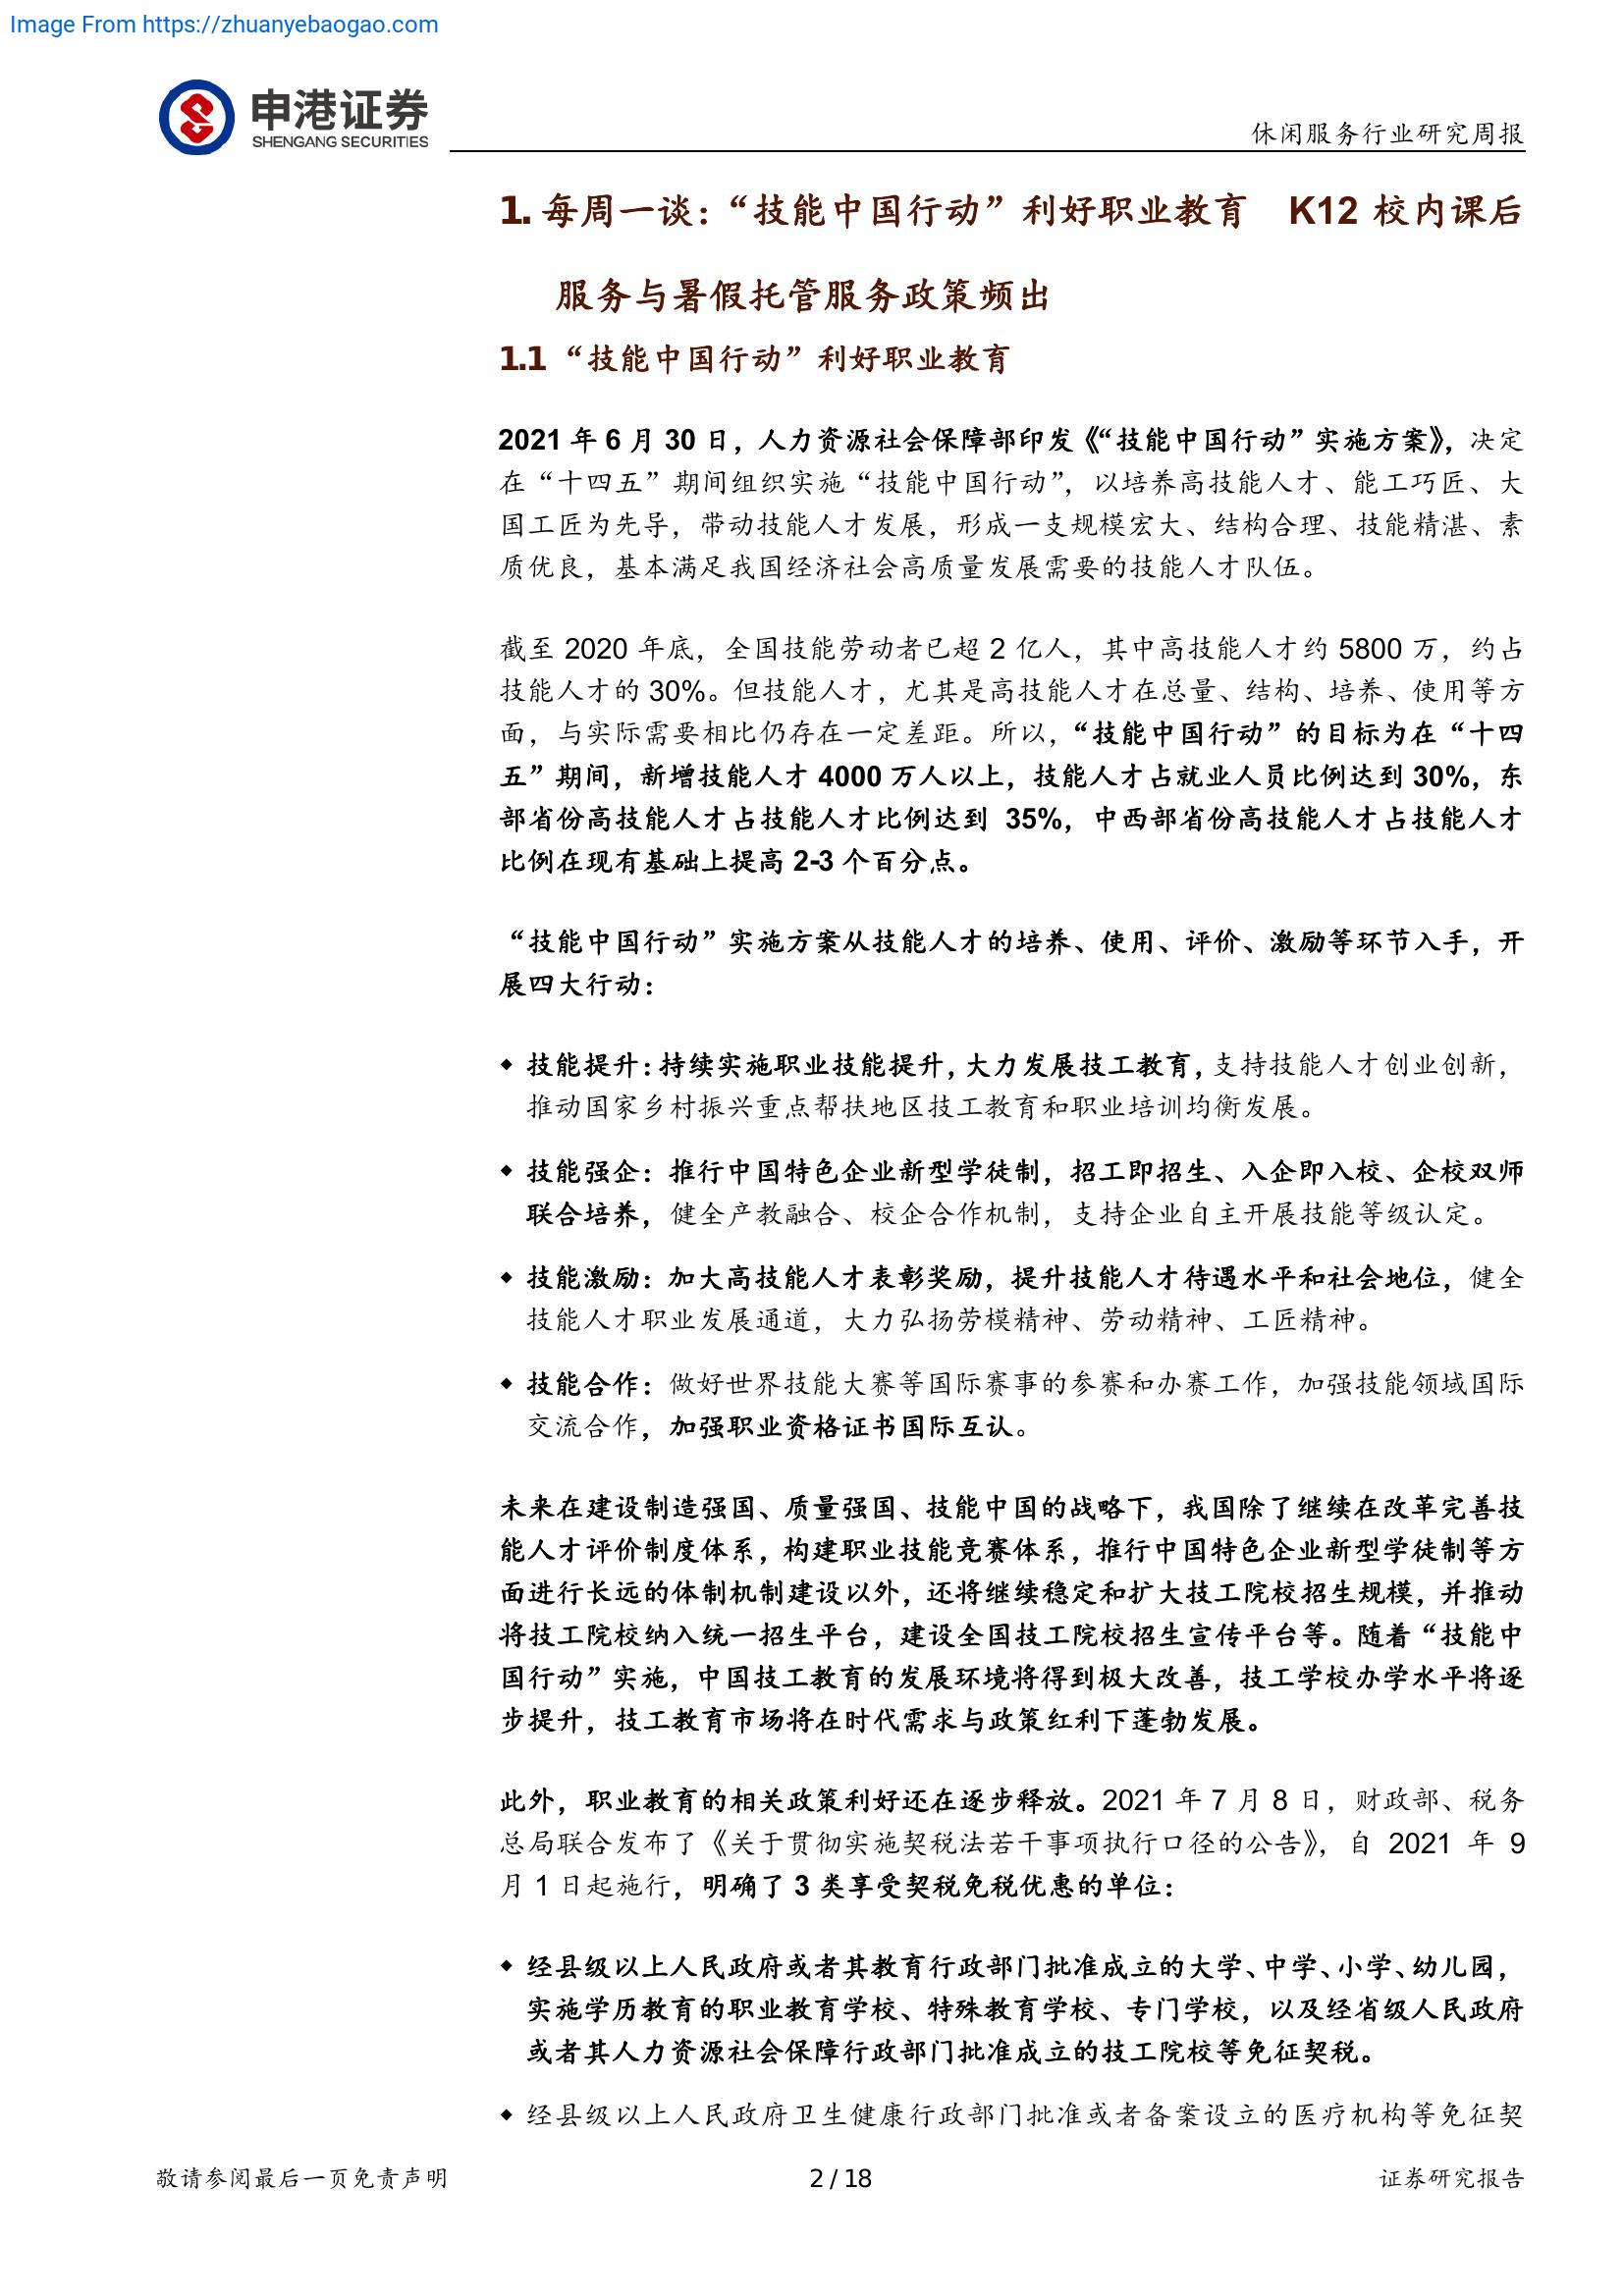 Image From https://zhuanyebaogao.com
申港证券
SHENGANG SECURITIES
休闲服务行业研究周报
1. 每周一谈：“技能中国行动”利好职业教育 K12 校内课后
服务与暑假托管服务政策频出
1.1 “技能中国行动”利好职业教育
2021 年 6 月 30 日，人力资源社会保障部印发《“技能中国行动”实施方案》，决定
在“十四五”期间组织实施“技能中国行动”，以培养高技能人才、能工巧匠、大
国工匠为先导，带动技能人才发展，形成一支规模宏大、结构合理、技能精湛、素
质优良，基本满足我国经济社会高质量发展需要的技能人才队伍。
截至 2020 年底，全国技能劳动者已超 2 亿人，其中高技能人才约 5800 万，约占
技能人才的 30%。但技能人才，尤其是高技能人才在总量、结构、培养、使用等方
面，与实际需要相比仍存在一定差距。所以，“技能中国行动”的目标为在“十四
五”期间，新增技能人才 4000 万人以上，技能人才占就业人员比例达到 30%，东
部省份高技能人才占技能人才比例达到 35%，中西部省份高技能人才占技能人才
比例在现有基础上提高 2-3 个百分点。
“技能中国行动”实施方案从技能人才的培养、使用、评价、激励等环节入手，开
展四大行动：
◆ 技能提升：持续实施职业技能提升，大力发展技工教育，支持技能人才创业创新，
推动国家乡村振兴重点帮扶地区技工教育和职业培训均衡发展。
◆ 技能强企：推行中国特色企业新型学徒制，招工即招生、入企即入校、企校双师
联合培养，健全产教融合、校企合作机制，支持企业自主开展技能等级认定。
◆ 技能激励：加大高技能人才表彰奖励，提升技能人才待遇水平和社会地位，健全
技能人才职业发展通道，大力弘扬劳模精神、劳动精神、工匠精神。
◆ 技能合作：做好世界技能大赛等国际赛事的参赛和办赛工作，加强技能领域国际
交流合作，加强职业资格证书国际互认。
未来在建设制造强国、质量强国、技能中国的战略下，我国除了继续在改革完善技
能人才评价制度体系，构建职业技能竞赛体系，推行中国特色企业新型学徒制等方
面进行长远的体制机制建设以外，还将继续稳定和扩大技工院校招生规模，并推动
将技工院校纳入统一招生平台，建设全国技工院校招生宣传平台等。随着“技能中
国行动”实施，中国技工教育的发展环境将得到极大改善，技工学校办学水平将逐
步提升，技工教育市场将在时代需求与政策红利下蓬勃发展。
此外，职业教育的相关政策利好还在逐步释放。2021 年 7 月 8 日，财政部、税务
总局联合发布了《关于贯彻实施契税法若干事项执行口径的公告》，自 2021 年 9
月 1 日起施行，明确了 3 类享受契税免税优惠的单位：
◆ 经县级以上人民政府或者其教育行政部门批准成立的大学、中学、小学、幼儿园，
实施学历教育的职业教育学校、特殊教育学校、专门学校，以及经省级人民政府
或者其人力资源社会保障行政部门批准成立的技工院校等免征契税。
◆ 经县级以上人民政府卫生健康行政部门批准或者备案设立的医疗机构等免征契
敬请参阅最后一页免责声明
2 / 18
证券研究报告